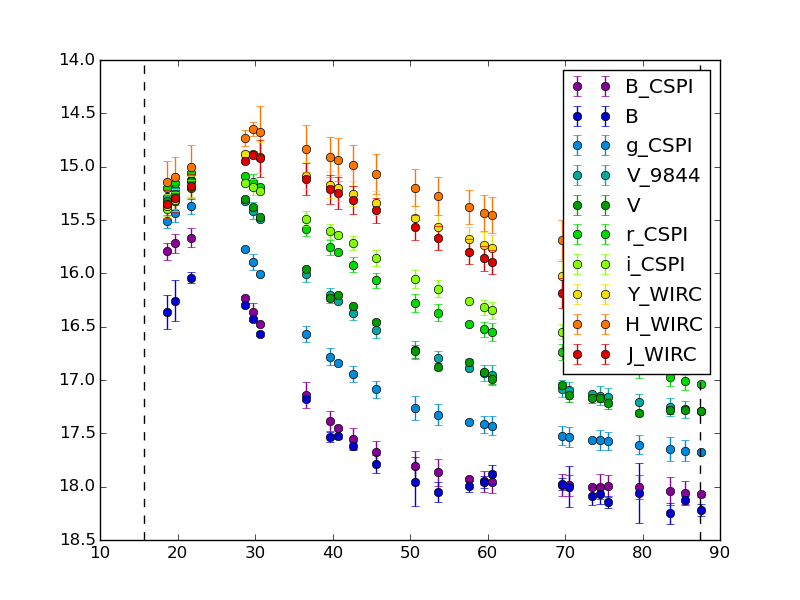 14.0
14.5
15.0
15.5
16.0
16.5
17.0
17.5
18.0
18.5
10 20 30 40 50 60 70 80 90
B_CSPI
B
g_CSPI
V_9844
V
r_CSPI
i_CSPI
Y_WIRC
H_WIRC
J_WIRC